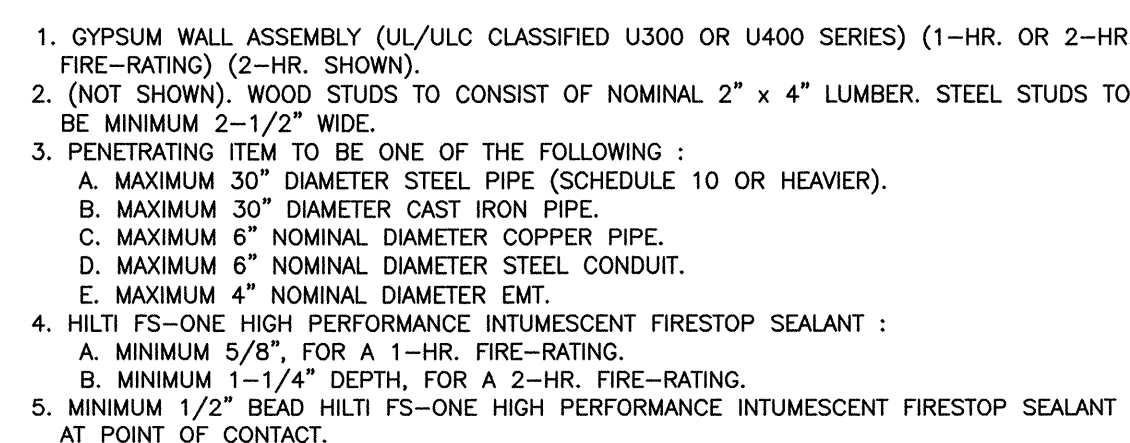 1. GYPSUM WALL ASSEMBLY (UL/ULC CLASSIFIED U300 OR U400 SERIES) (1-HR. OR 2-HR
FIRE-RATING) (2-HR. SHOWN).
2. (NOT SHOWN). WOOD STUDS TO CONSIST OF NOMINAL 2" x 4" LUMBER. STEEL STUDS TO
BE MINIMUM 2-1/2" WIDE.
3. PENETRATING ITEM TO BE ONE OF THE FOLLOWING :
A. MAXIMUM 30" DIAMETER STEEL PIPE (SCHEDULE 10 OR HEAVIER).
B. MAXIMUM 30" DIAMETER CAST IRON PIPE.
C. MAXIMUM 6" NOMINAL DIAMETER COPPER PIPE.
D. MAXIMUM 6" NOMINAL DIAMETER STEEL CONDUIT.
E. MAXIMUM 4" NOMINAL DIAMETER EMT.
4. HILTI FS-ONE HIGH PERFORMANCE INTUMESCENT FIRESTOP SEALANT :
A. MINIMUM 5/8", FOR A 1-HR. FIRE-RATING.
B. MINIMUM 1-1/4" DEPTH, FOR A 2-HR. FIRE-RATING.
5. MINIMUM 1/2" BEAD HILTI FS-ONE HIGH PERFORMANCE INTUMESCENT FIRESTOP SEALANT
AT POINT OF CONTACT.